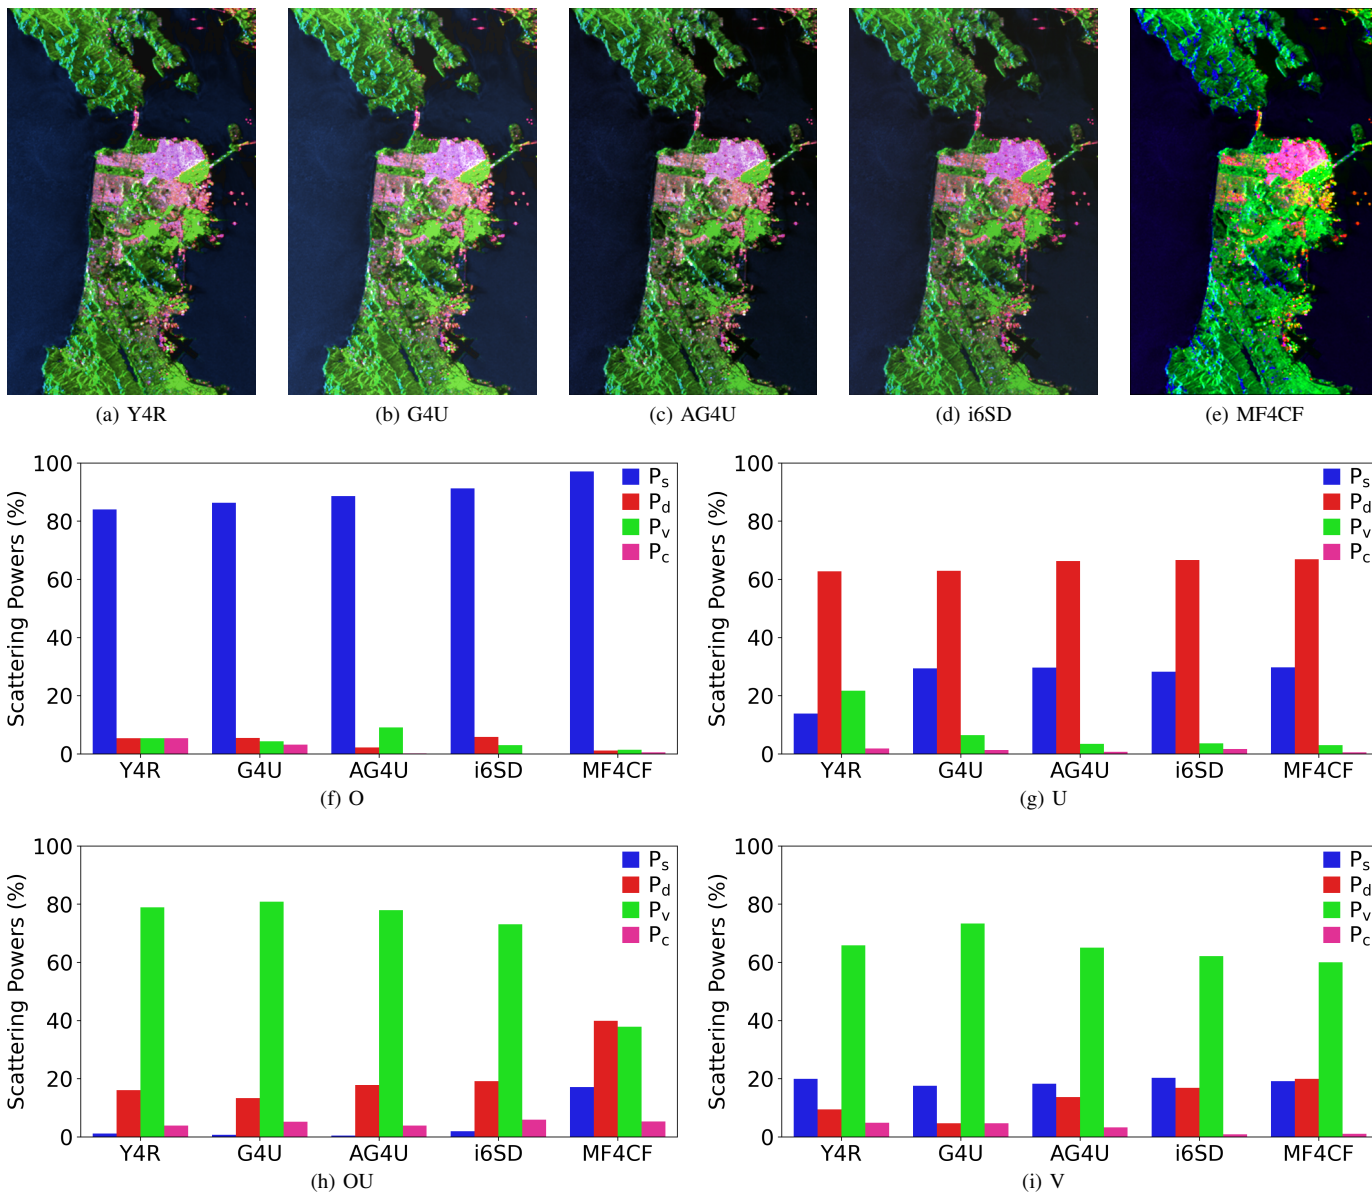 (a) Y4R
(b) G4U
(c) AG4U
(d) i6SD
(e) MF4CF
Scattering Powers (%)
100
80
60
40
20
0
Y4R G4U AG4U i6SD MF4CF
Ps
Pd
Pv
Pc
(f) O
Scattering Powers (%)
100
80
60
40
20
0
Y4R G4U AG4U i6SD MF4CF
Ps
Pd
Pv
Pc
(g) U
Scattering Powers (%)
100
80
60
40
20
0
Y4R G4U AG4U i6SD MF4CF
Ps
Pd
Pv
Pc
(h) OU
Scattering Powers (%)
100
80
60
40
20
0
Y4R G4U AG4U i6SD MF4CF
Ps
Pd
Pv
Pc
(i) V